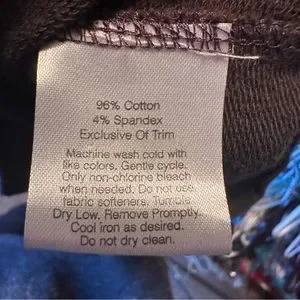 96% Cotton
4% Spandex
Exclusive Of Trim
Machine wash cold with
like colors. Gentle cycle.
Only non-chlorine bleach
when needed. Do not use
fabric softeners. Tumble
Dry Low, Remove Promptly.
Cool iron as desired.
Do not dry clean.